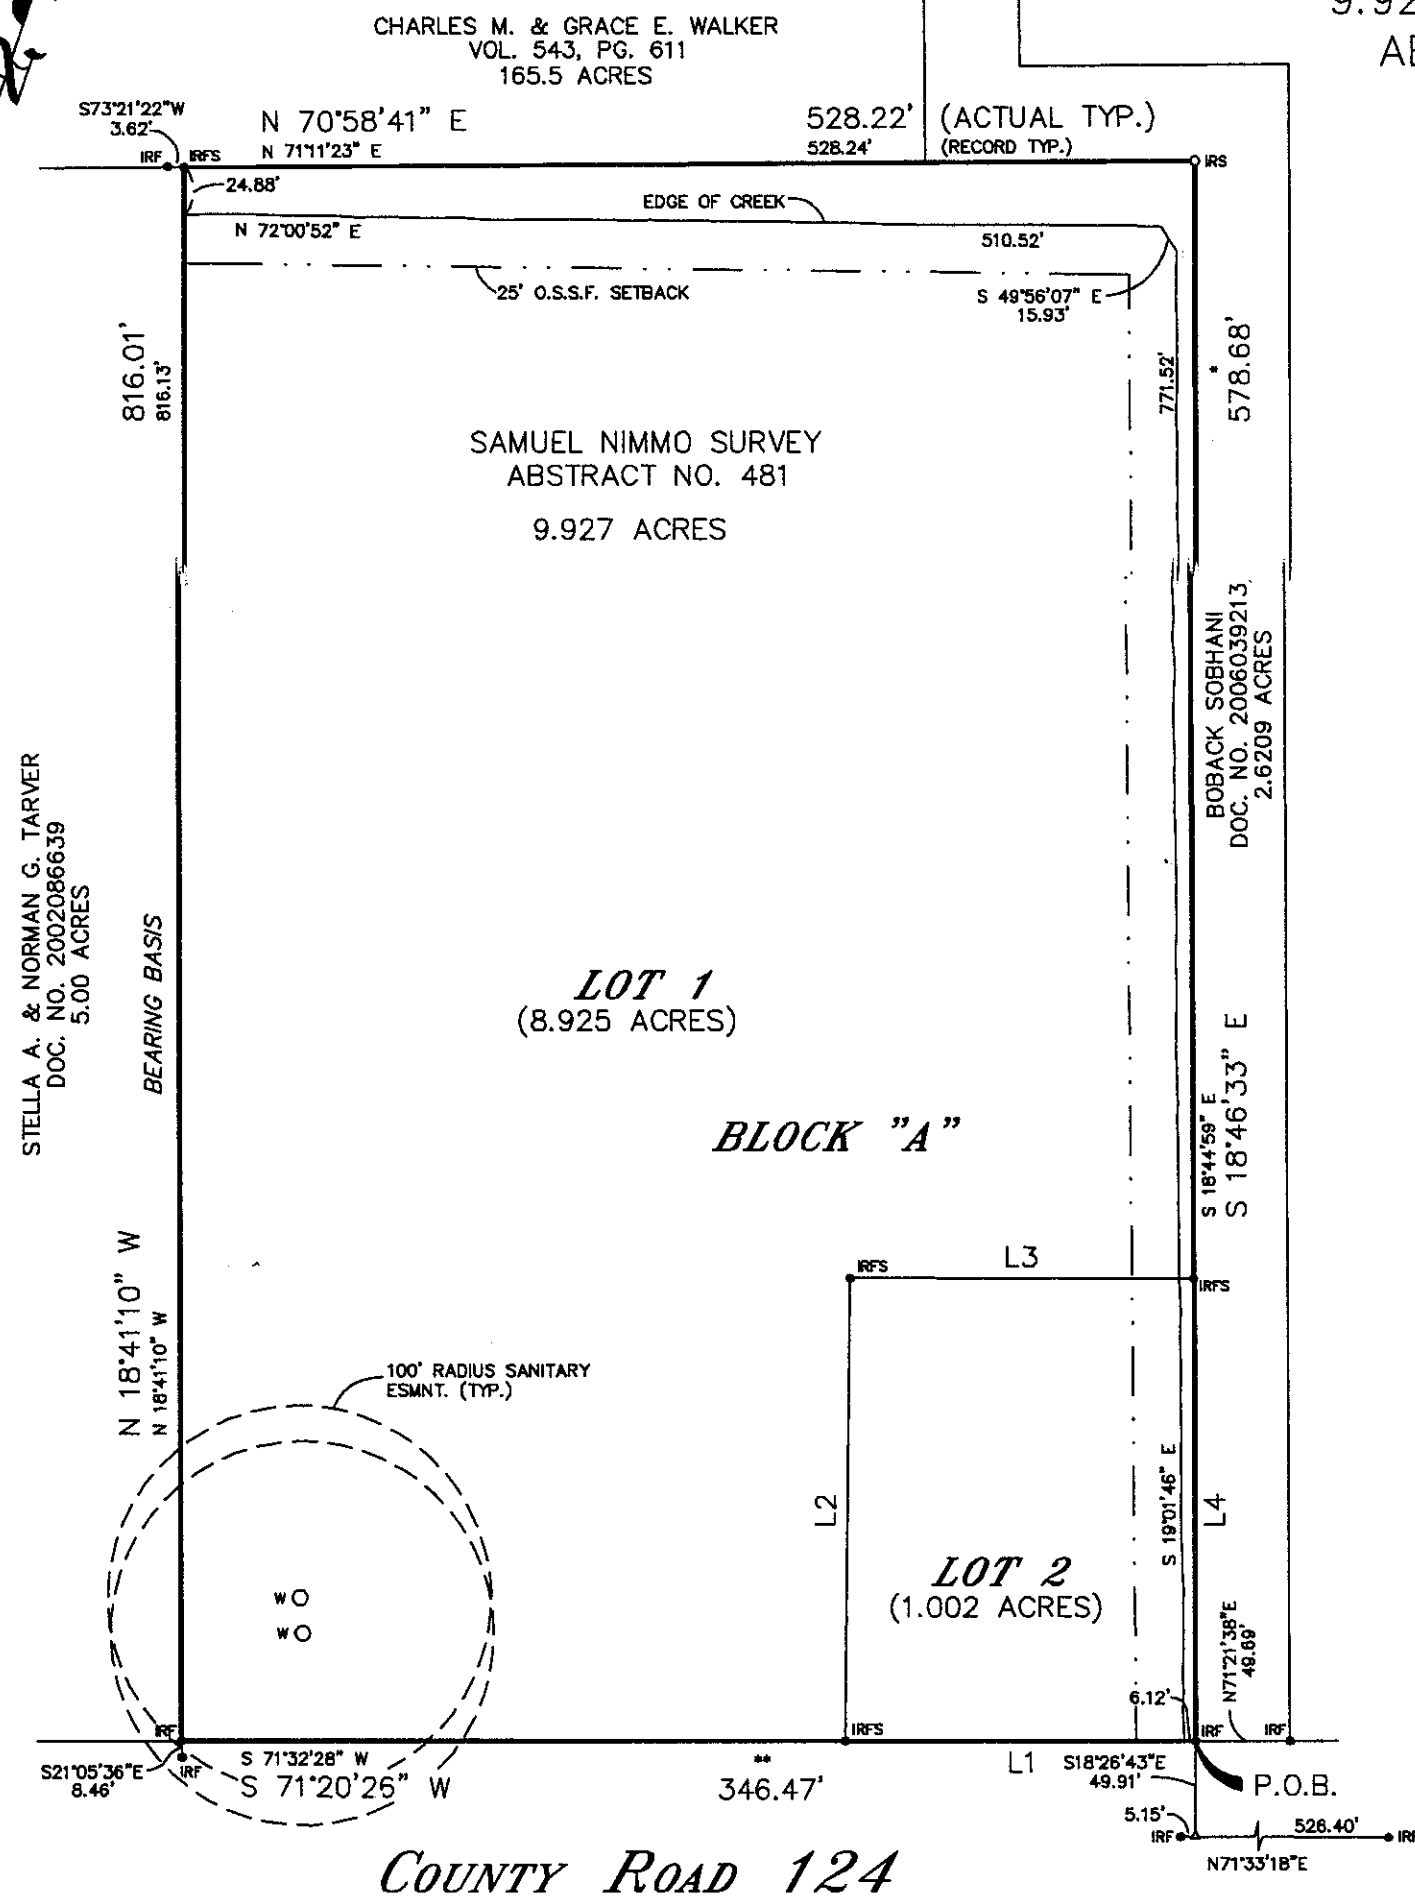 9.92
AB
CHARLES M. & GRACE E. WALKER
VOL. 543, PG. 611
165.5 ACRES
S73°21'22"W
3.62'
N 70°58'41" E
528.22' (ACTUAL TYP.)
N 71°11'23" E
528.24' (RECORD TYP.)
IRF
IRFS
IRS
24.88'
EDGE OF CREEK
N 72°00'52" E
510.52'
25' O.S.S.F. SETBACK
S 49°56'07" E
15.93'
816.01'
816.13'
771.52'
*
578.68'
SAMUEL NIMMO SURVEY
ABSTRACT NO. 481
9.927 ACRES
BOBACK SOBHANI
DOC. NO. 2006039213
2.6209 ACRES
STELLA A. & NORMAN G. TARVER
DOC. NO. 2002086639
5.00 ACRES
BEARING BASIS
LOT 1
(8.925 ACRES)
BLOCK "A"
S 18°44'59" E
S 18°46'33" E
L3
IRFS
IRFS
N 18°41'10" W
N 18°41'10" W
100' RADIUS SANITARY
ESMNT. (TYP.)
L2
S 19°01'46" E
L4
LOT 2
(1.002 ACRES)
W
W
N71°21'38"E
49.69'
6.12'
IRF
IRFS
IRF
IRF
S21°05'36"E
8.46'
IRF
S 71°32'28" W
S 71°20'26" W
**
346.47'
L1
S18°26'43"E
49.91'
P.O.B.
5.15'
IRF
526.40'
IRF
N71°33'18"E
COUNTY ROAD 124